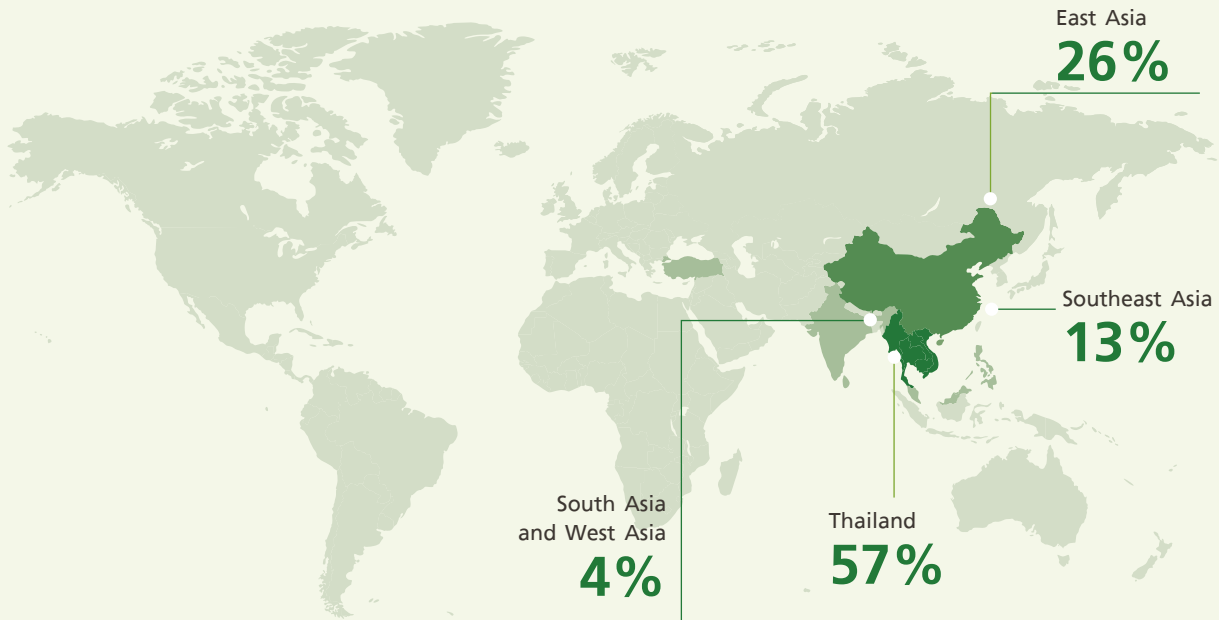 East Asia
26%
Southeast Asia
13%
South Asia
and West Asia
4%
Thailand
57%